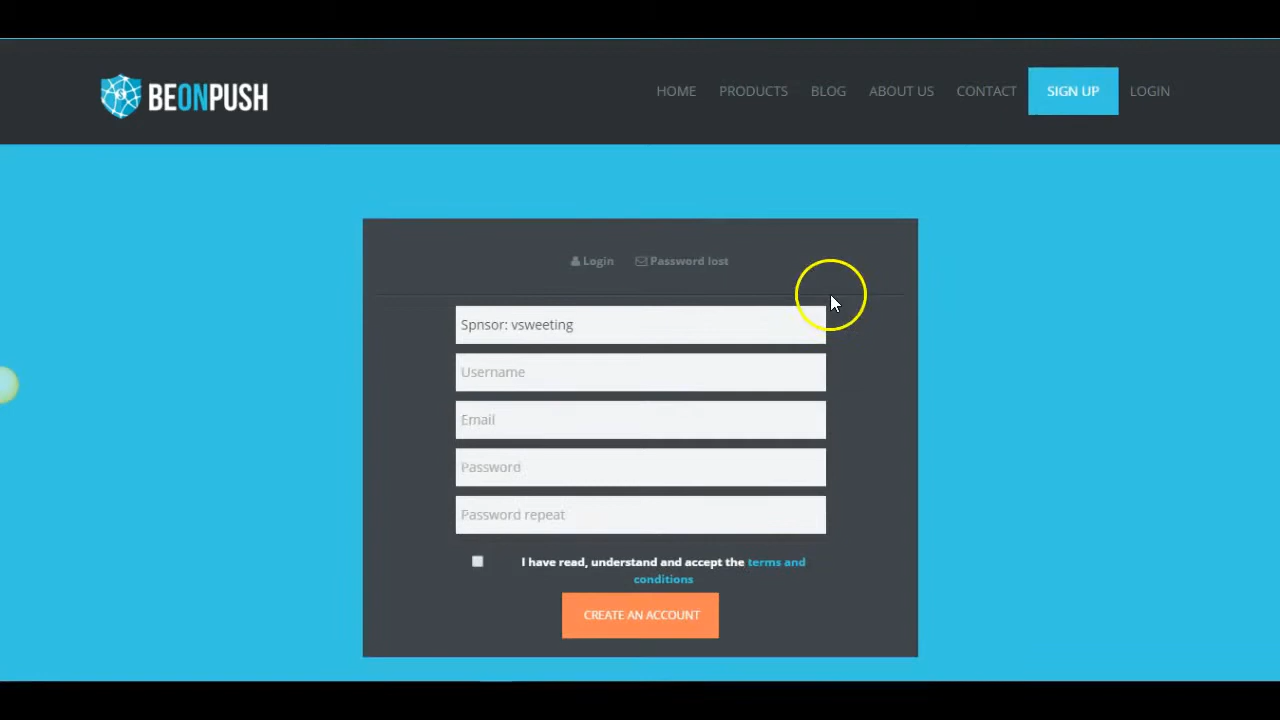 BEONPUSH
HOME PRODUCTS BLOG ABOUT US CONTACT SIGN UP LOGIN
Login Password lost
Spnsor: vsweeting
Username
Email
Password
Password repeat
I have read, understand and accept the terms and
conditions
CREATE AN ACCOUNT